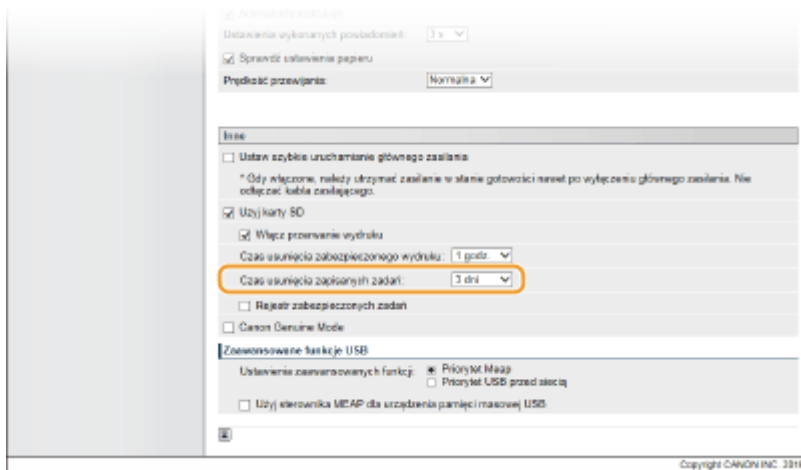 Ustawienia wykonanych powiadomień: 3 s
Sprawdź ustawienia papieru
Prędkość przewijania: Normalna
Inne
Ustaw szybkie uruchamianie głównego zasilania
* Gdy włączone, należy utrzymać zasilanie w stanie gotowości nawet po wyłączeniu głównego zasilania. Nie
odłączać kabla zasilającego.
Użyj karty SD
Włącz przerwanie wydruku
Czas usunięcia zabezpieczonego wydruku: 1 godz.
Czas usunięcia zapisanych zadań: 3 dni
Rejestr zabezpieczonych zadań
Canon Genuine Mode
Zaawansowane funkcje USB
Ustawienia zaawansowanych funkcji: Priorytet Meap
Priorytet USB przed siecią
Użyj sterownika MEAP dla urządzenia pamięci masowej USB
Copyright CANON INC.